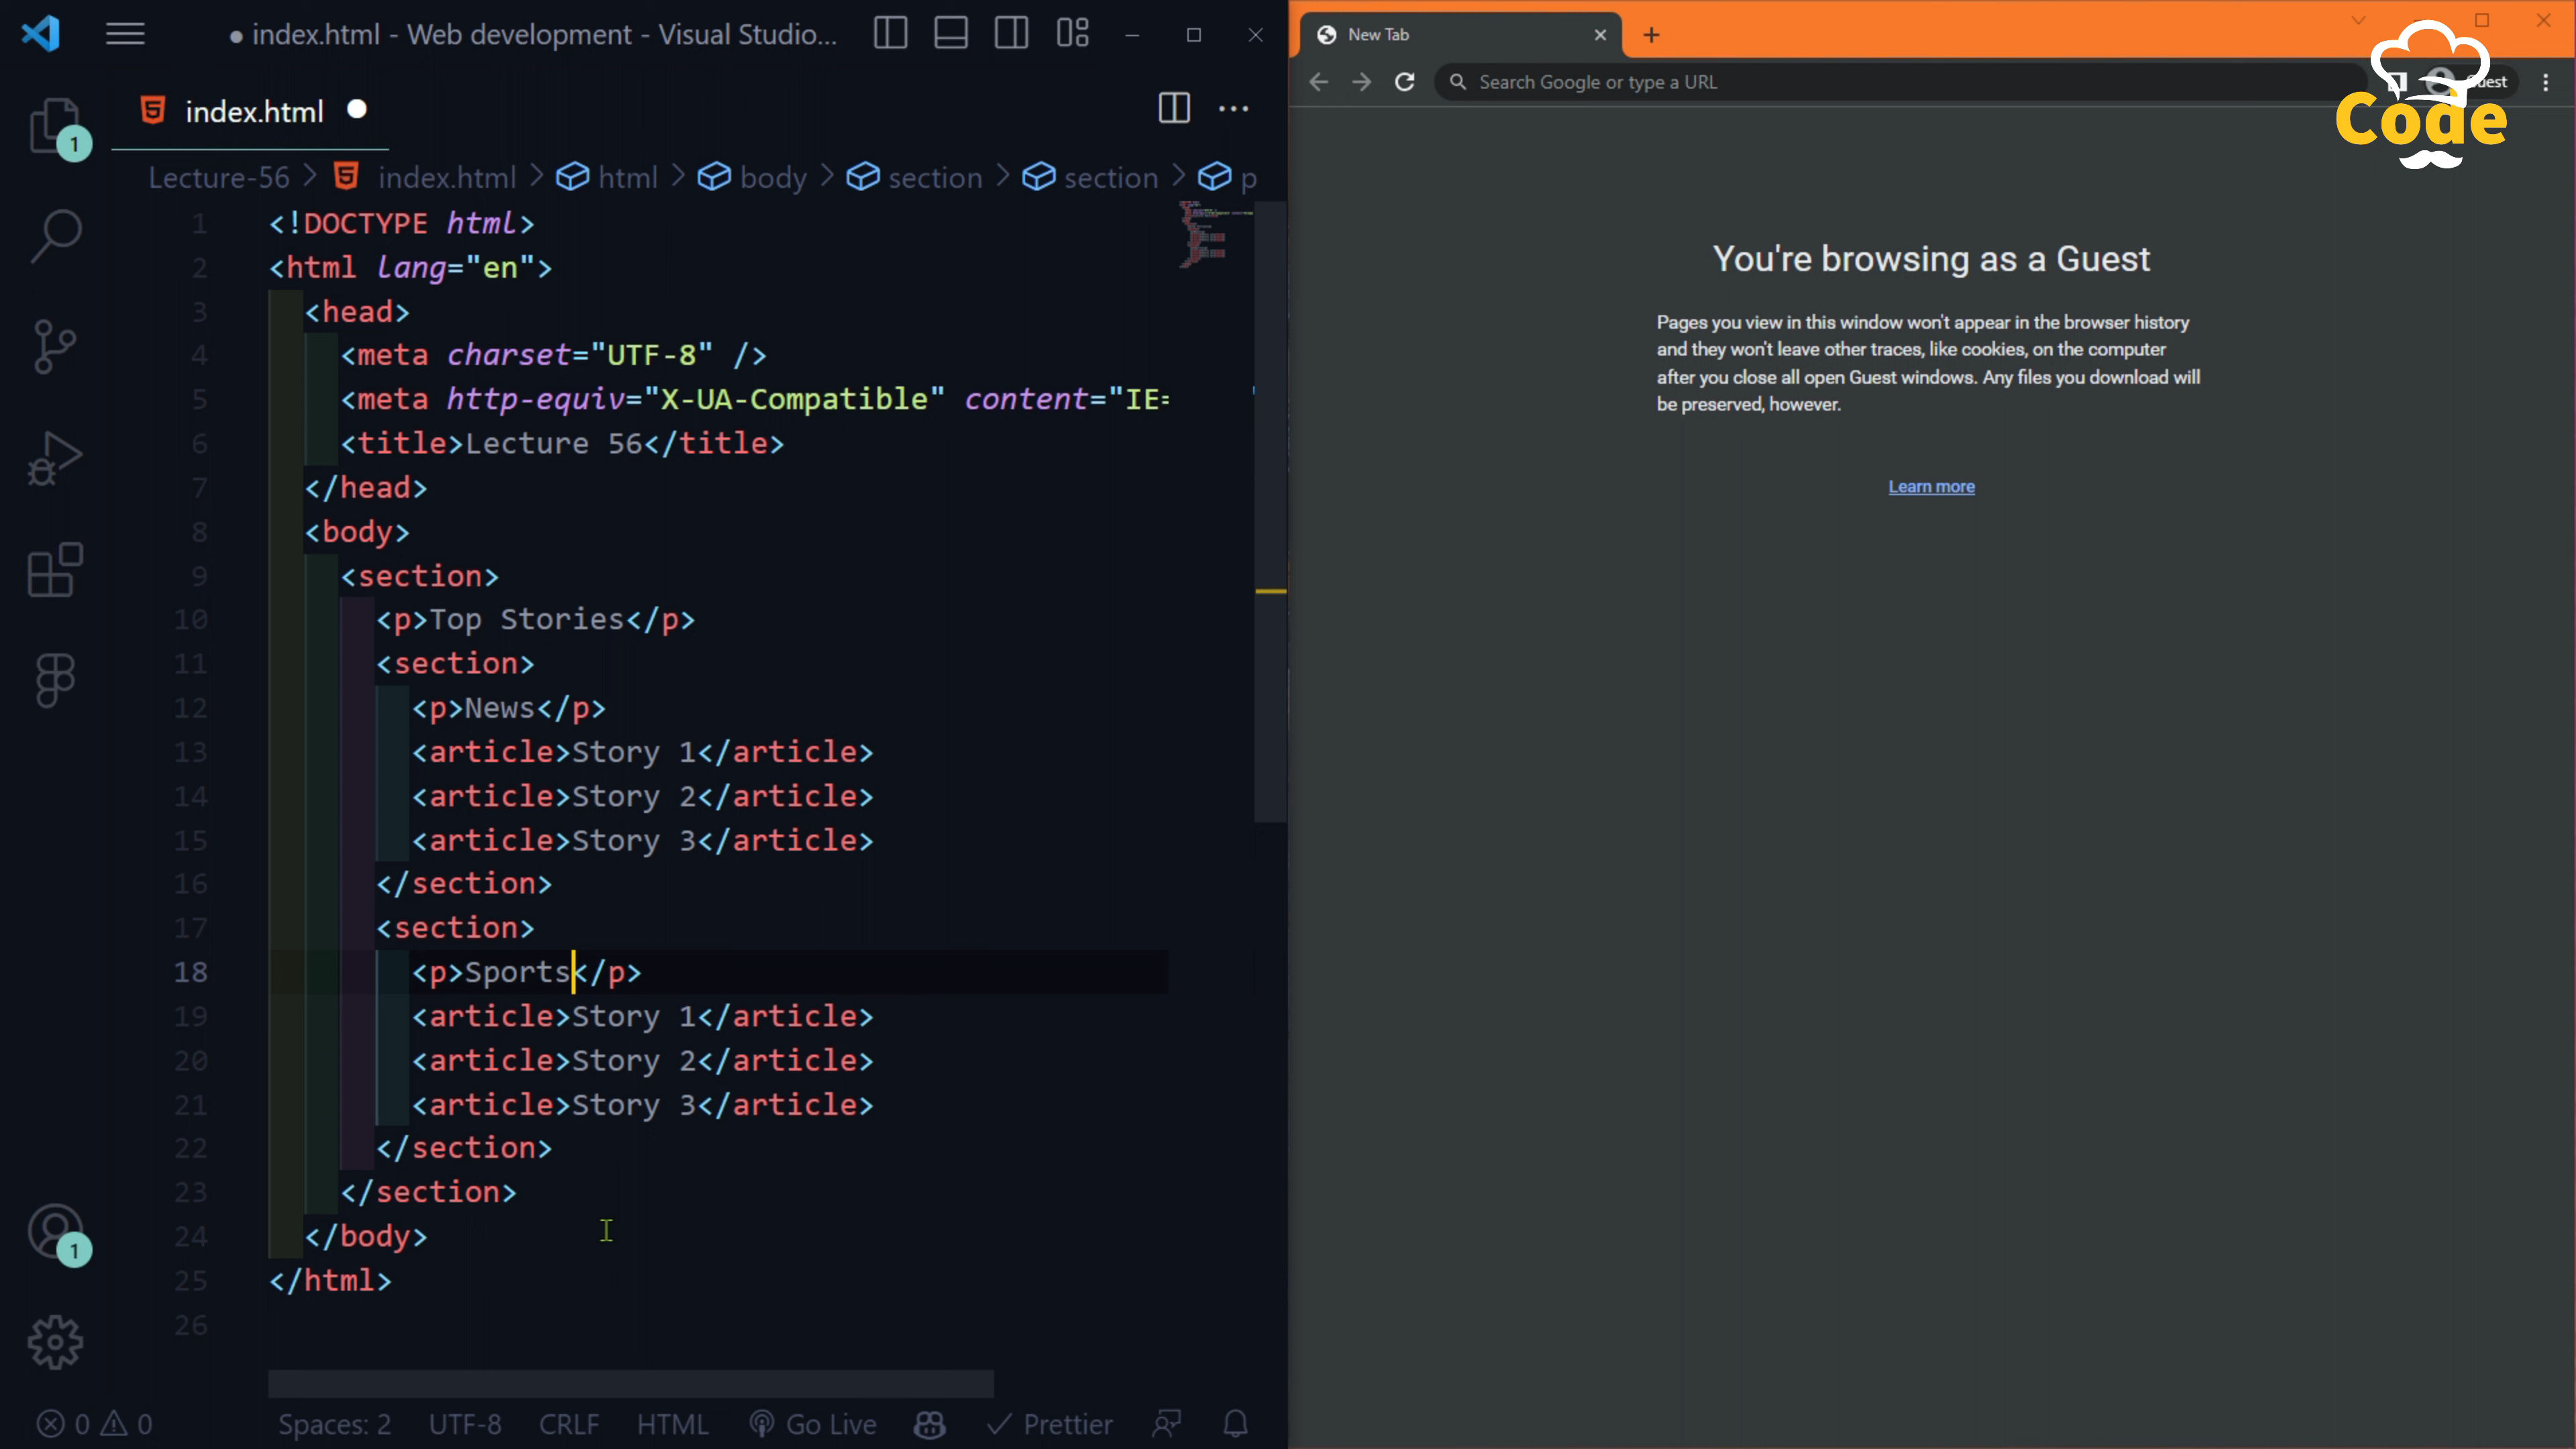 ● index.html - Web development - Visual Studio...
index.html ●
1
Lecture-56 > index.html > html > body > section > section > p
1 <!DOCTYPE html>
2 <html lang="en">
3 <head>
4 <meta charset="UTF-8" />
5 <meta http-equiv="X-UA-Compatible" content="IE=
6 <title>Lecture 56</title>
7 </head>
8 <body>
9 <section>
10 <p>Top Stories</p>
11 <section>
12 <p>News</p>
13 <article>Story 1</article>
14 <article>Story 2</article>
15 <article>Story 3</article>
16 </section>
17 <section>
18 <p>Sports</p>
19 <article>Story 1</article>
20 <article>Story 2</article>
21 <article>Story 3</article>
22 </section>
23 </section>
24 </body>
25 </html>
26
1
0 0 Spaces: 2 UTF-8 CRLF HTML Go Live Prettier
New Tab
Search Google or type a URL
Code
You're browsing as a Guest
Pages you view in this window won't appear in the browser history
and they won't leave other traces, like cookies, on the computer
after you close all open Guest windows. Any files you download will
be preserved, however.
Learn more